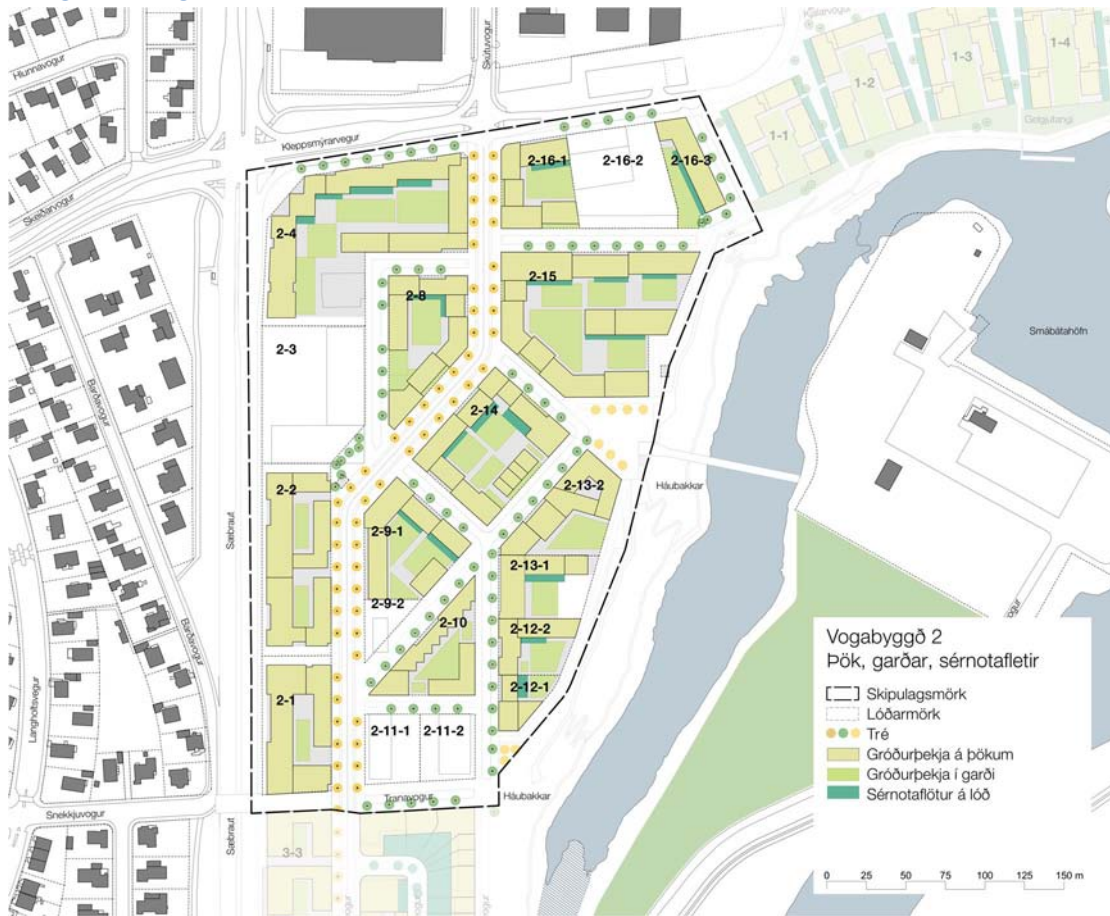 Kleppsmýrarvegur
Skútuvogur
Kjalarvogur
1-4
1-3
1-2
1-1
Gelgjutangi
Hlunnavogur
Skeiðarvogur
2-16-1
2-16-2
2-16-3
2-4
2-15
2-8
Smábátahöfn
2-3
Barðavogur
2-14
Háubakkar
2-13-2
2-2
Sæbraut
2-9-1
2-13-1
2-9-2
2-10
2-12-2
2-12-1
Barðavogur
Langholtsvegur
2-1
2-11-1
2-11-2
Tranavogur
Háubakkar
Snekkjuvogur
Sæbraut
3-3
Vogabyggð 2
Þök, garðar, sérnotafletir
Skipulagsmörk
Lóðarmörk
Tré
Gróðurþekja á þökum
Gróðurþekja í garði
Sérnotaflötur á lóð
0 25 50 75 100 125 150 m